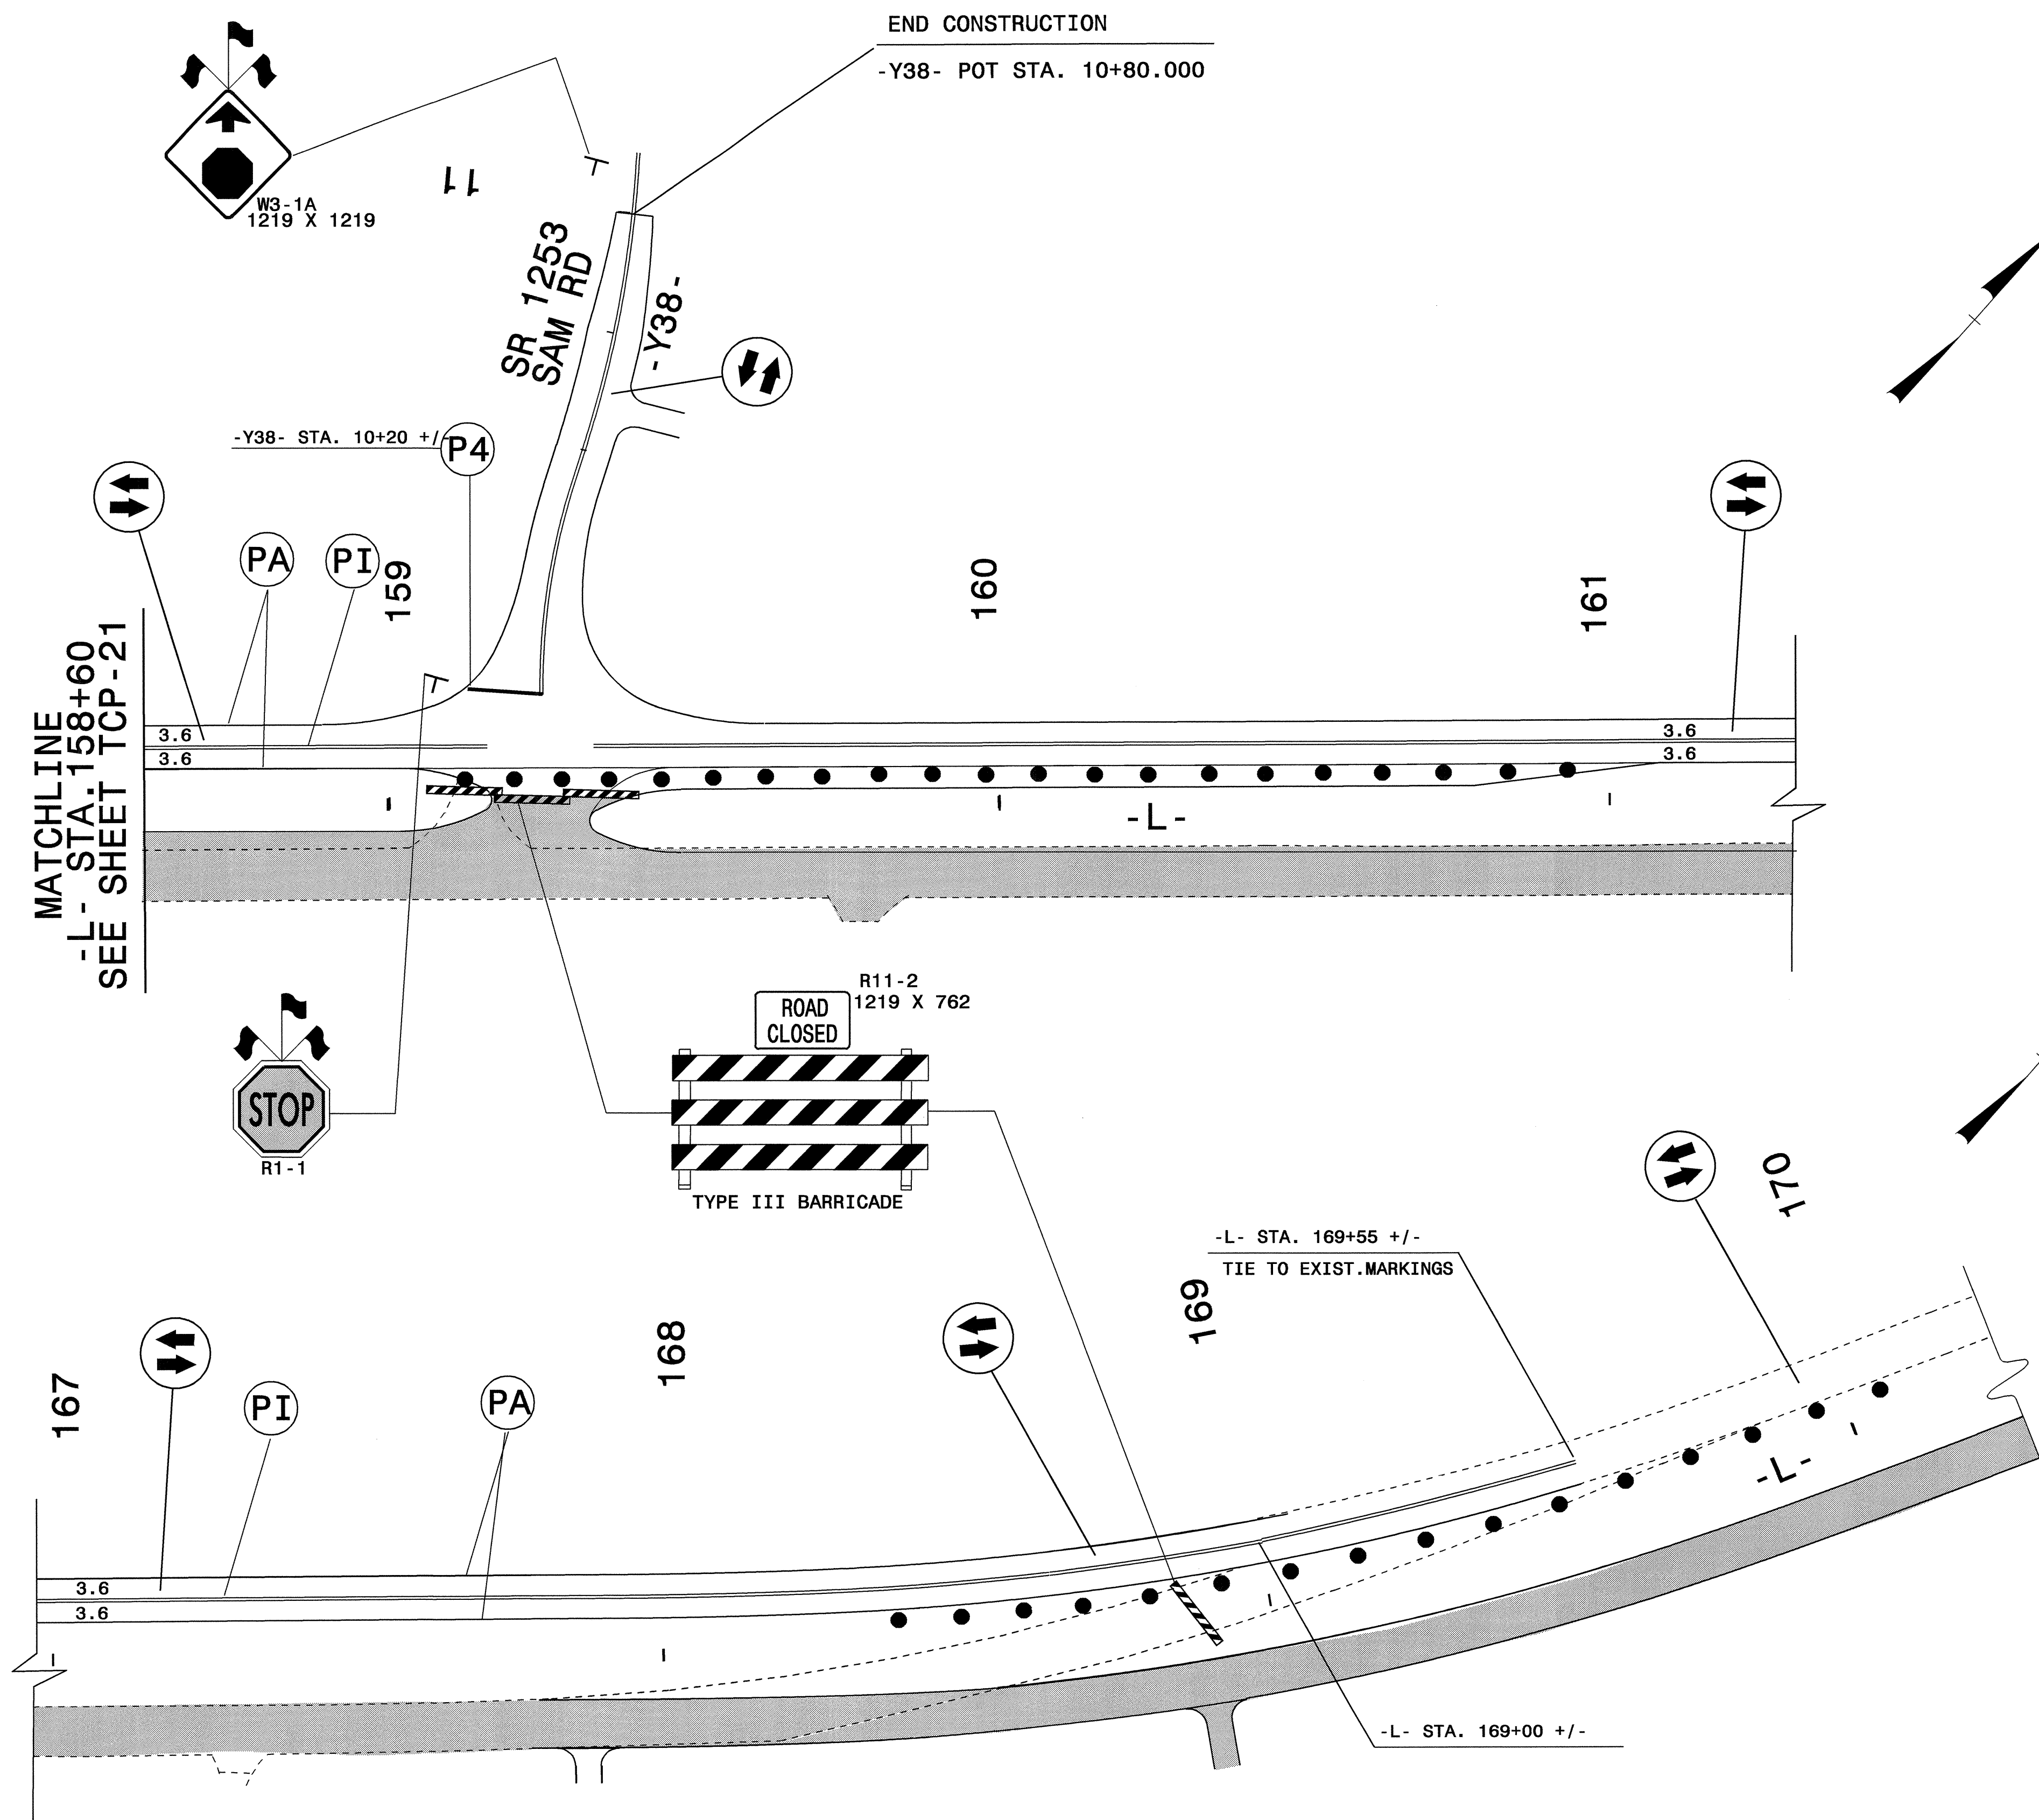 END CONSTRUCTION
-Y38- POT STA. 10+80.000
W3-1A
1219 X 1219
11
SR 1253
SAM RD
-Y38-
-Y38- STA. 10+20 +/-
P4
PA
PI
159
160
161
MATCHLINE
-L- STA.158+60
SEE SHEET TCP-21
3.6
3.6
3.6
3.6
-L-
R11-2
1219 X 762
ROAD
CLOSED
STOP
R1-1
TYPE III BARRICADE
-L- STA. 169+55 +/-
TIE TO EXIST.MARKINGS
167
168
169
170
PI
PA
3.6
3.6
-L-
-L- STA. 169+00 +/-